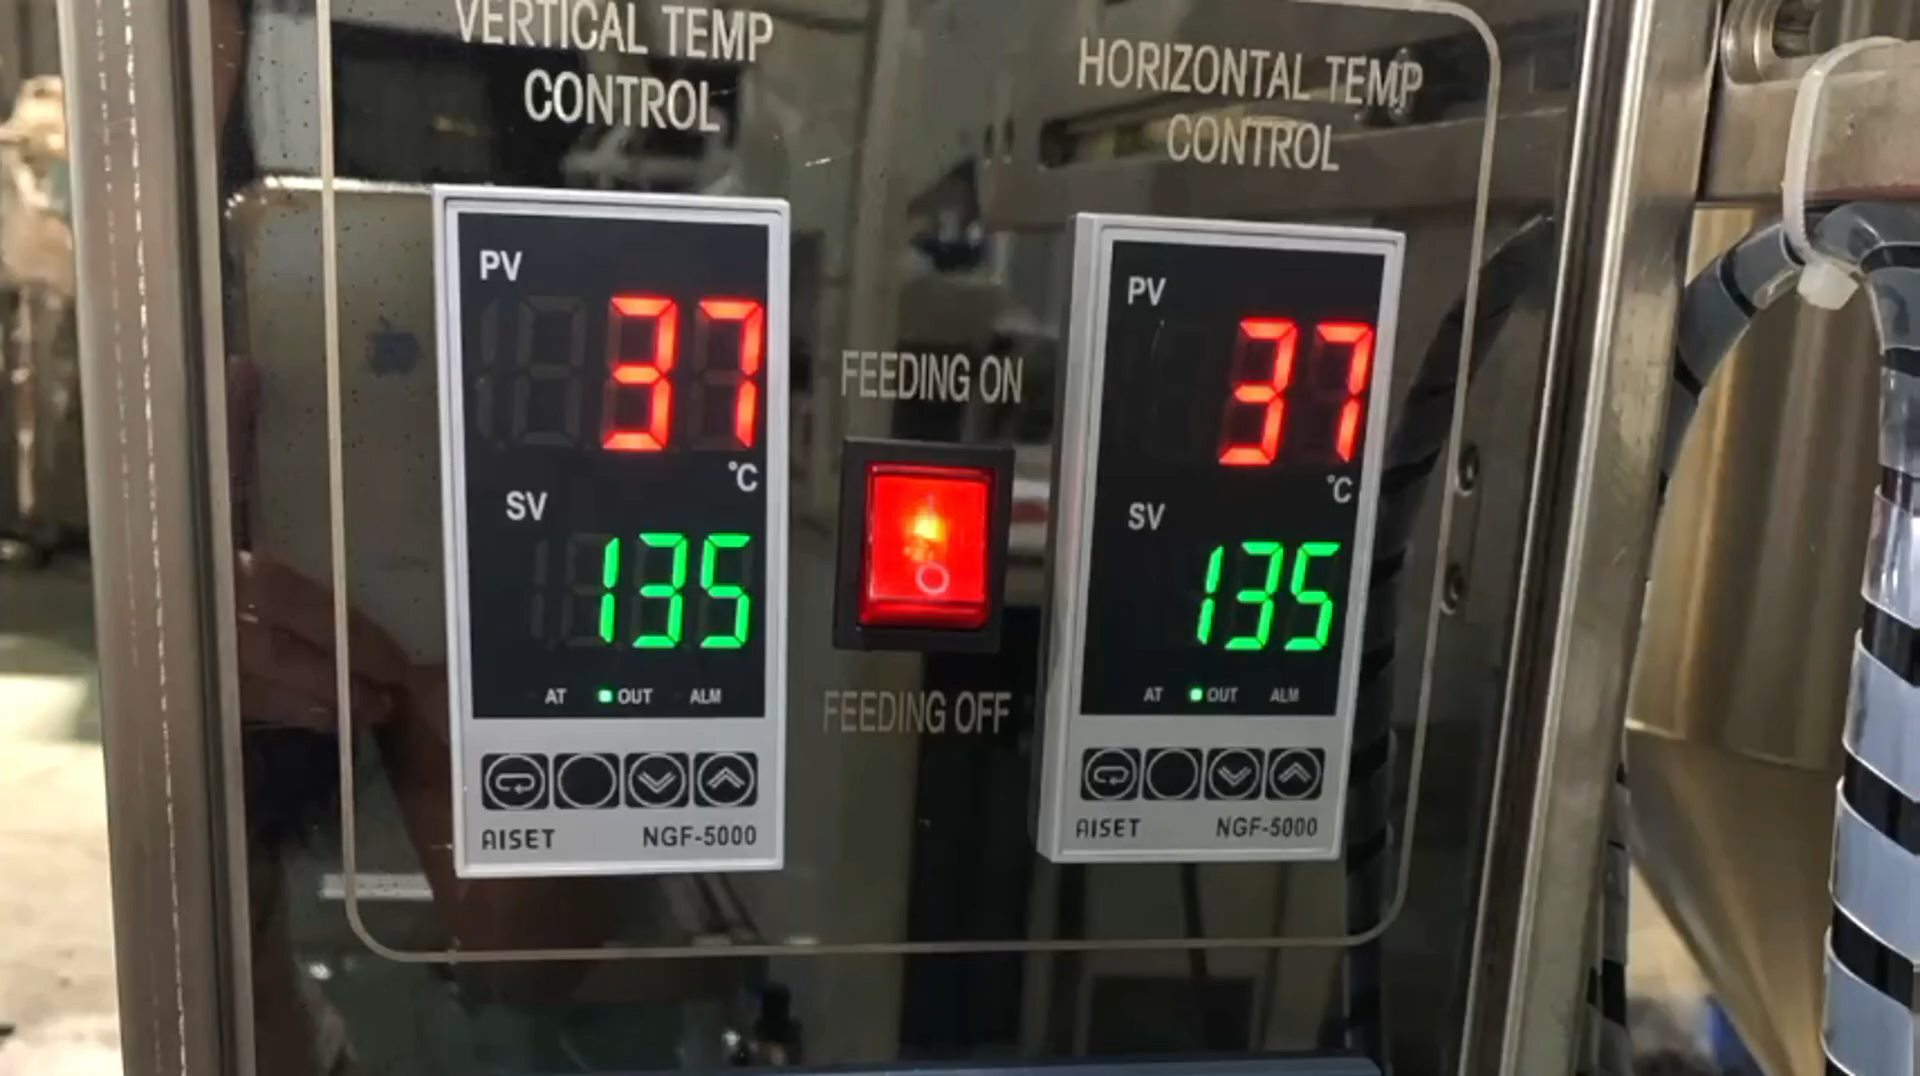 VERTICAL TEMP
CONTROL
PV
37
°C
SV
135
AT OUT ALM
AISET NGF-5000
FEEDING ON
FEEDING OFF
HORIZONTAL TEMP
CONTROL
PV
37
°C
SV
135
AT OUT ALM
AISET NGF-5000